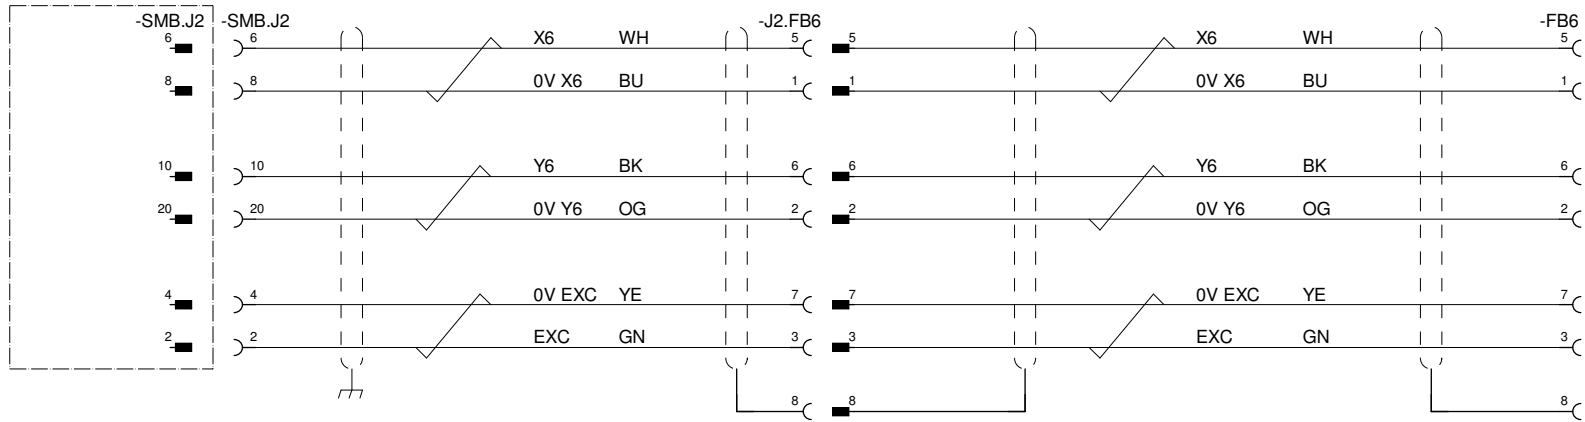 -SMB.J2 -SMB.J2 -J2.FB6 -FB6
6 6 X6 WH 5 5 X6 WH 5
8 8 0V X6 BU 1 1 0V X6 BU 1
10 10 Y6 BK 6 6 Y6 BK 6
20 20 0V Y6 OG 2 2 0V Y6 OG 2
4 4 0V EXC YE 7 7 0V EXC YE 7
2 2 EXC GN 3 3 EXC GN 3
8 8 8